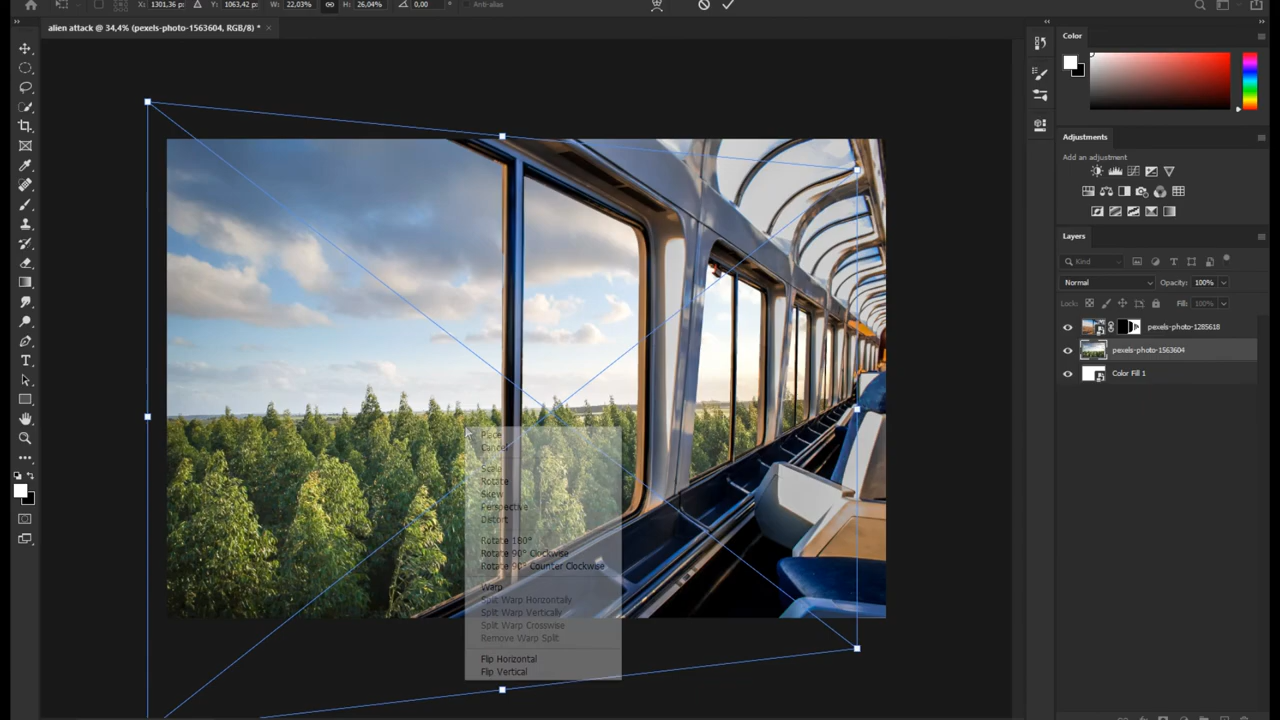 X: 1301,36 px Δ Y: 1063,42 px W: 22,03% H: 26,04% 0,00 ° Anti-alias
alien attack @ 34,4% (pexels-photo-1563604, RGB/8) * ×
Color
Adjustments
Add an adjustment
Layers
Kind
Normal Opacity: 100%
Lock: Fill: 100%
pexels-photo-1285618
pexels-photo-1563604
Color Fill 1
Place
Cancel
Scale
Rotate
Skew
Perspective
Distort
Rotate 180°
Rotate 90° Clockwise
Rotate 90° Counter Clockwise
Warp
Split Warp Horizontally
Split Warp Vertically
Split Warp Crosswise
Remove Warp Split
Flip Horizontal
Flip Vertical